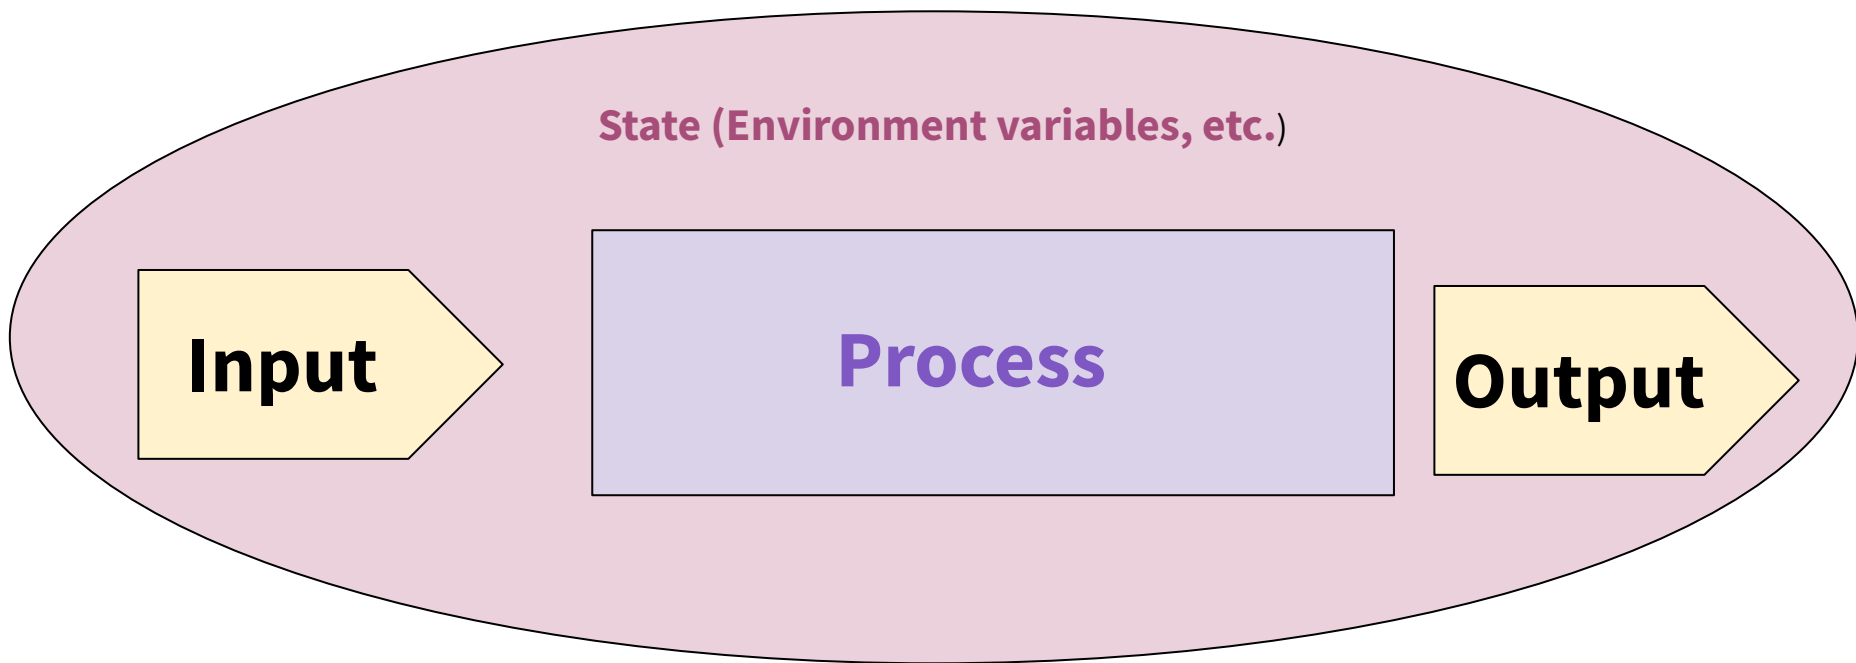 State (Environment variables, etc.)
Input
Process
Output